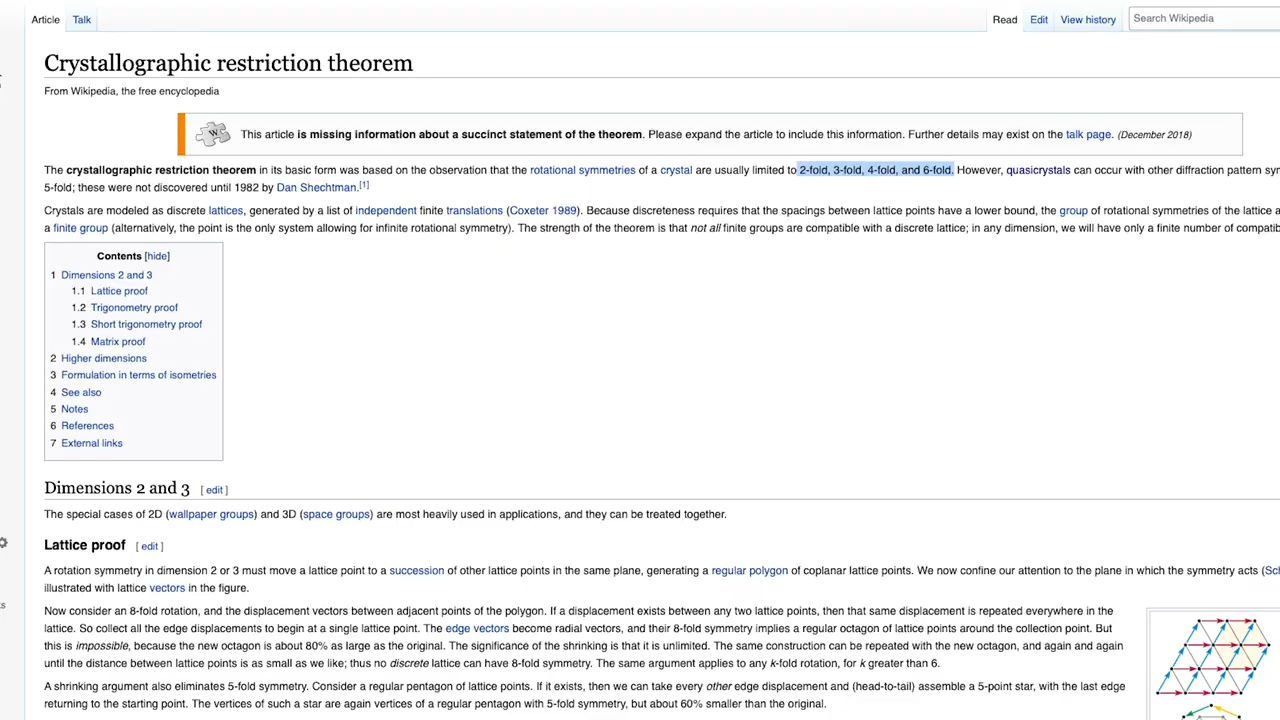 Article Talk Read Edit View history Search Wikipedia
Crystallographic restriction theorem
From Wikipedia, the free encyclopedia
This article is missing information about a succinct statement of the theorem. Please expand the article to include this information. Further details may exist on the talk page. (December 2018)
The crystallographic restriction theorem in its basic form was based on the observation that the rotational symmetries of a crystal are usually limited to 2-fold, 3-fold, 4-fold, and 6-fold. However, quasicrystals can occur with other diffraction pattern
5-fold; these were not discovered until 1982 by Dan Shechtman.[1]
Crystals are modeled as discrete lattices, generated by a list of independent finite translations (Coxeter 1989). Because discreteness requires that the spacings between lattice points have a lower bound, the group of rotational symmetries of the lattice
a finite group (alternatively, the point is the only system allowing for infinite rotational symmetry). The strength of the theorem is that not all finite groups are compatible with a discrete lattice; in any dimension, we will have only a finite number of
Contents [hide]
1 Dimensions 2 and 3
1.1 Lattice proof
1.2 Trigonometry proof
1.3 Short trigonometry proof
1.4 Matrix proof
2 Higher dimensions
3 Formulation in terms of isometries
4 See also
5 Notes
6 References
7 External links
Dimensions 2 and 3 [ edit ]
The special cases of 2D (wallpaper groups) and 3D (space groups) are most heavily used in applications, and they can be treated together.
Lattice proof [ edit ]
A rotation symmetry in dimension 2 or 3 must move a lattice point to a succession of other lattice points in the same plane, generating a regular polygon of coplanar lattice points. We now confine our attention to the plane in which the symmetry acts
illustrated with lattice vectors in the figure.
Now consider an 8-fold rotation, and the displacement vectors between adjacent points of the polygon. If a displacement exists between any two lattice points, then that same displacement is repeated everywhere in the
lattice. So collect all the edge displacements to begin at a single lattice point. The edge vectors become radial vectors, and their 8-fold symmetry implies a regular octagon of lattice points around the collection point. But
this is impossible, because the new octagon is about 80% as large as the original. The significance of the shrinking is that it is unlimited. The same construction can be repeated with the new octagon, and again and again
until the distance between lattice points is as small as we like; thus no discrete lattice can have 8-fold symmetry. The same argument applies to any k-fold rotation, for k greater than 6.
A shrinking argument also eliminates 5-fold symmetry. Consider a regular pentagon of lattice points. If it exists, then we can take every other edge displacement and (head-to-tail) assemble a 5-point star, with the last edge
returning to the starting point. The vertices of such a star are again vertices of a regular pentagon with 5-fold symmetry, but about 60% smaller than the original.